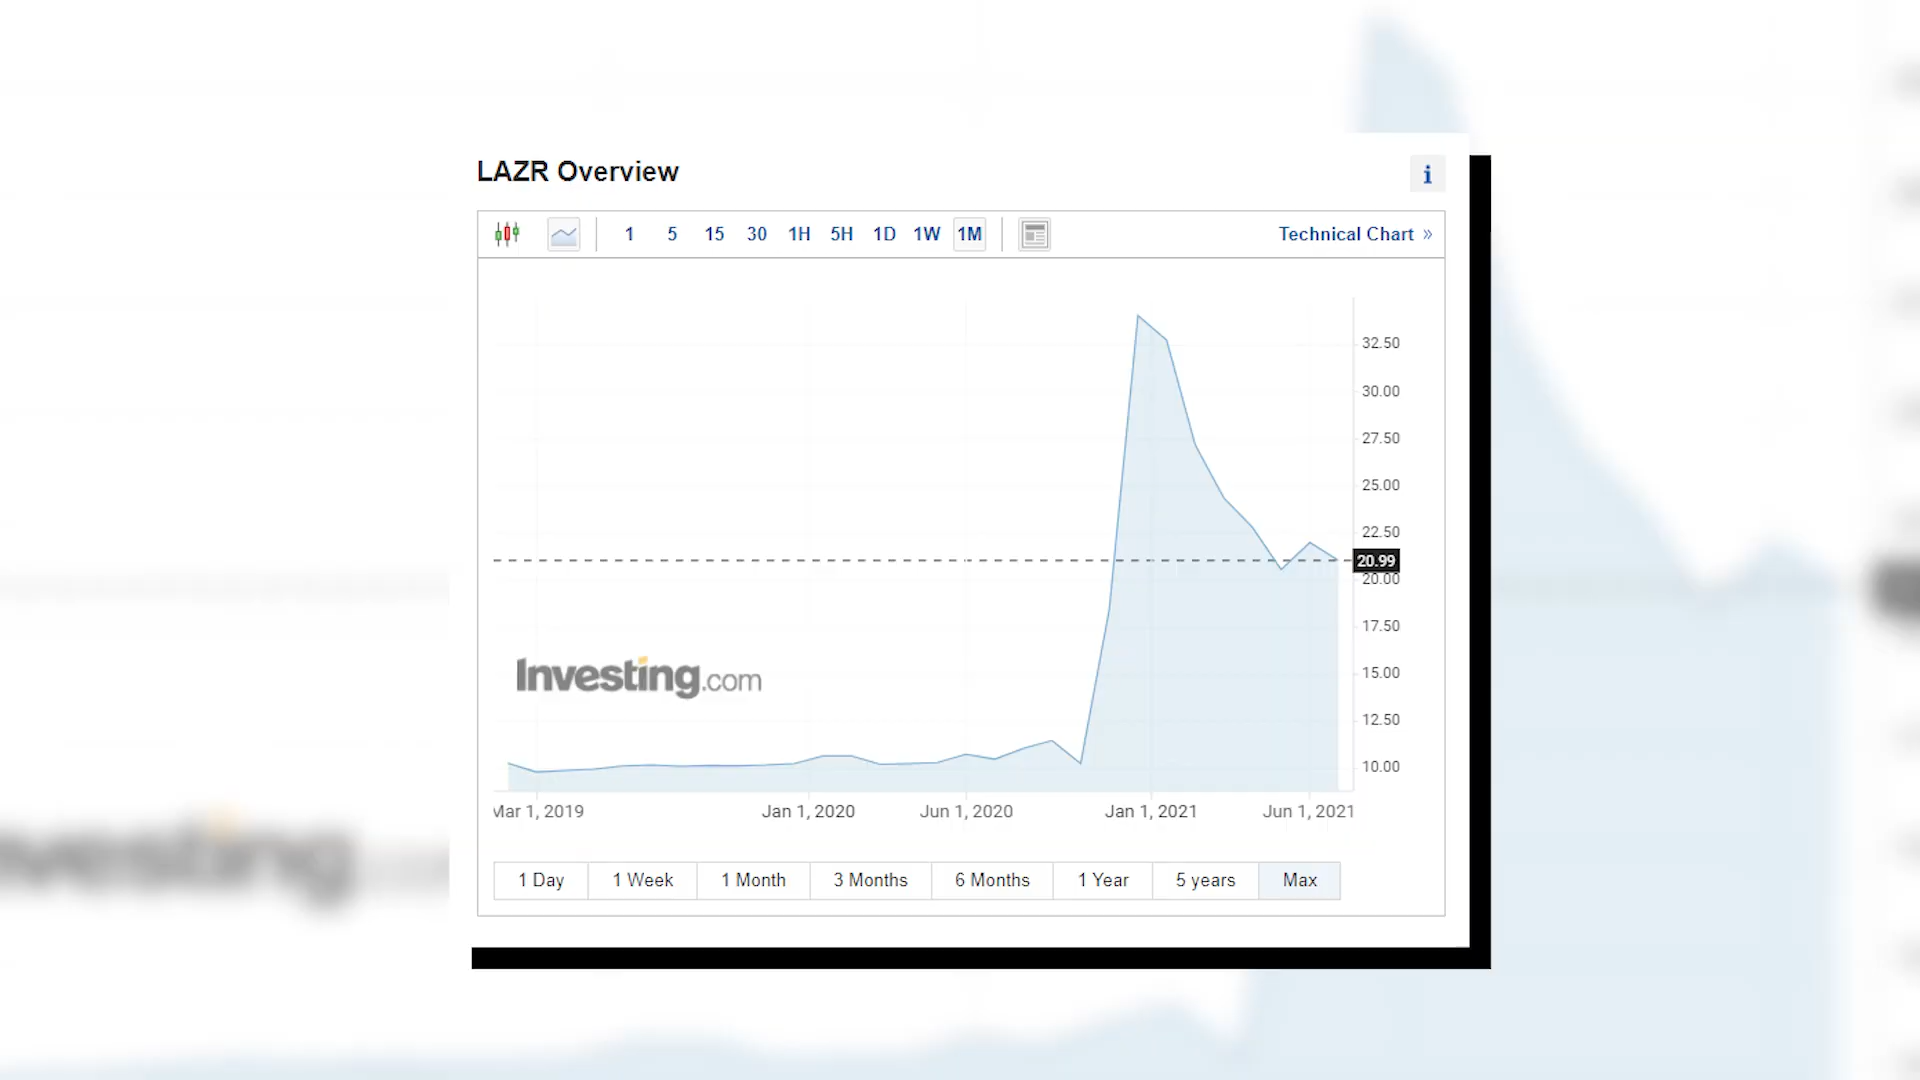 LAZR Overview
i
1 5 15 30 1H 5H 1D 1W 1M Technical Chart »
32.50
30.00
27.50
25.00
22.50
20.99
20.00
17.50
15.00
12.50
10.00
Investing.com
Mar 1, 2019 Jan 1, 2020 Jun 1, 2020 Jan 1, 2021 Jun 1, 2021
1 Day 1 Week 1 Month 3 Months 6 Months 1 Year 5 years Max